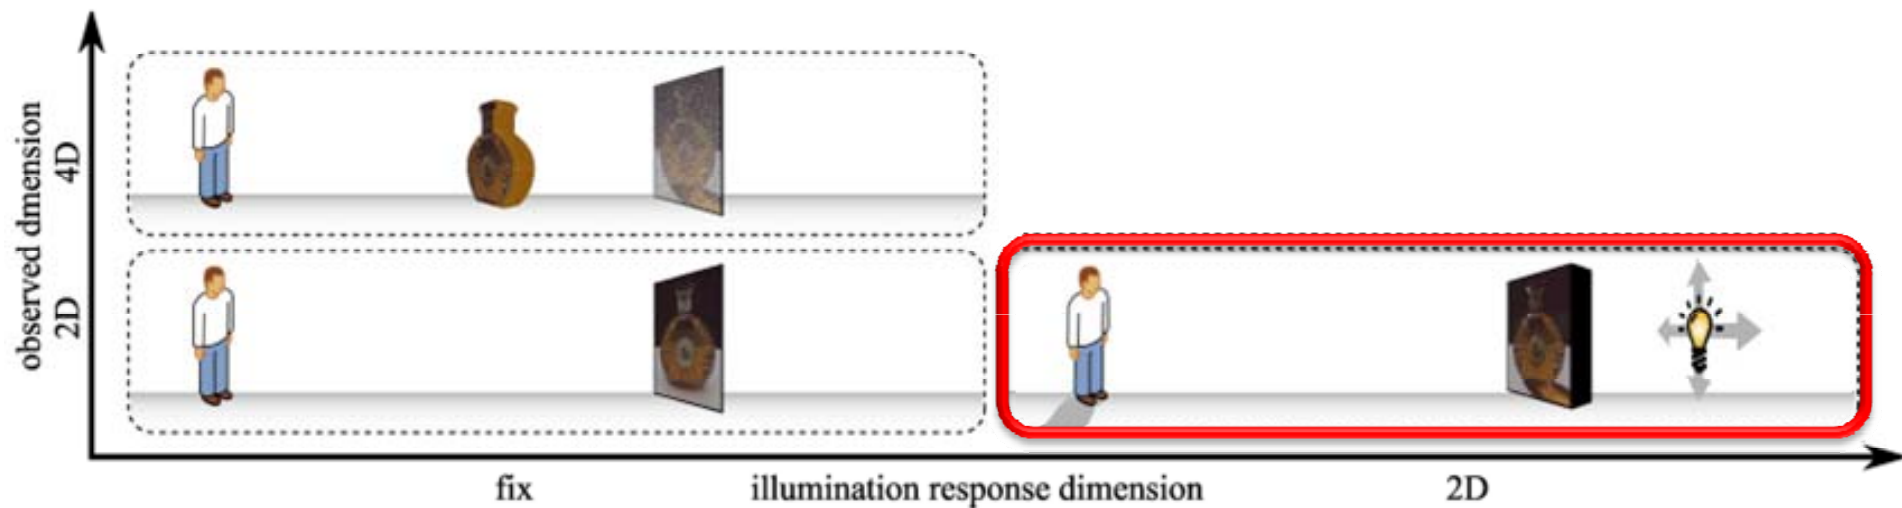 observed dmension
4D
2D
fix
illumination response dimension
2D